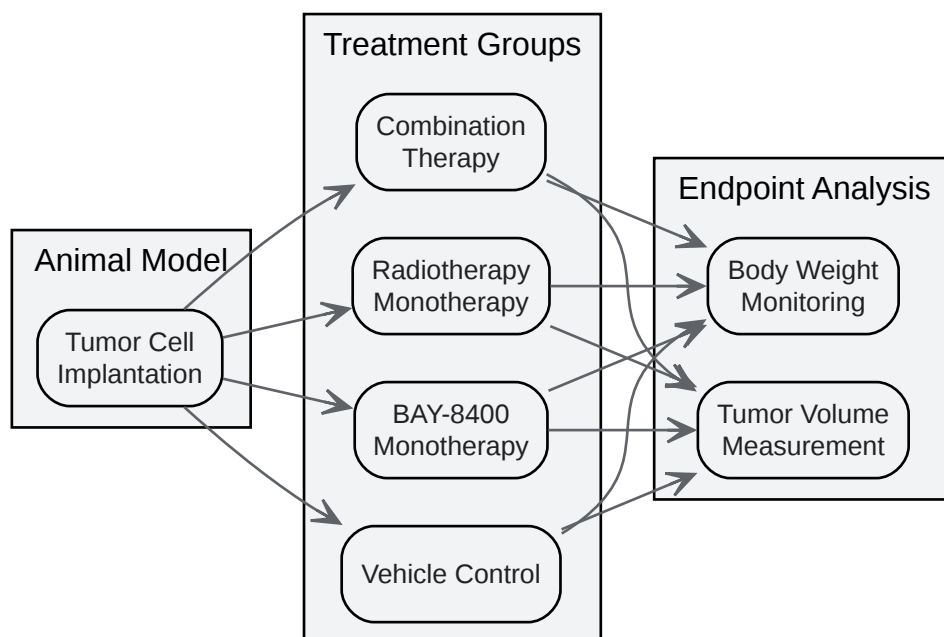 Treatment Groups
Combination
Therapy
Radiotherapy
Monotherapy
BAY-8400
Monotherapy
Vehicle Control
Animal Model
Tumor Cell
Implantation
Endpoint Analysis
Body Weight
Monitoring
Tumor Volume
Measurement